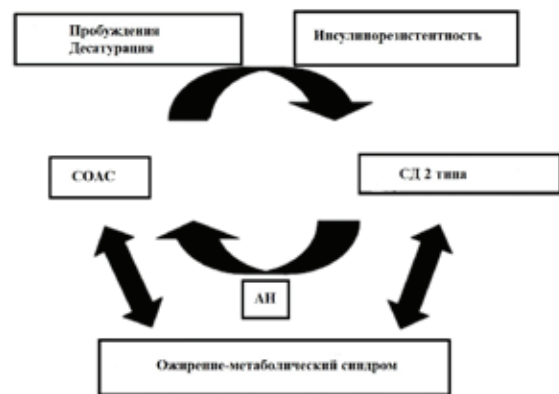 Пробуждения
Десатурация
Инсулинорезистентность
СОАС
СД 2 типа
АН
Ожирение-метаболический синдром